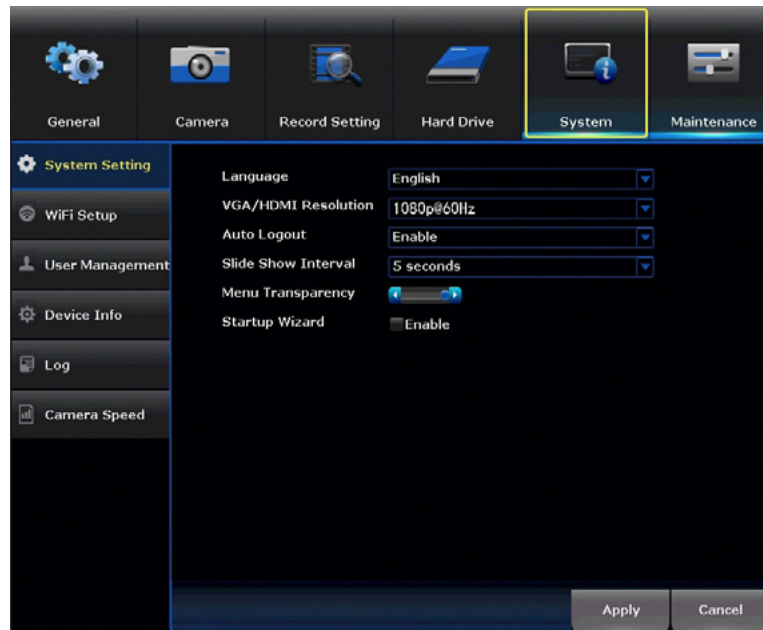 General Camera Record Setting Hard Drive System Maintenance
System Setting
WiFi Setup
User Management
Device Info
Log
Camera Speed
Language English
VGA/HDMI Resolution 1080p@60Hz
Auto Logout Enable
Slide Show Interval 5 seconds
Menu Transparency
Startup Wizard Enable
Apply Cancel